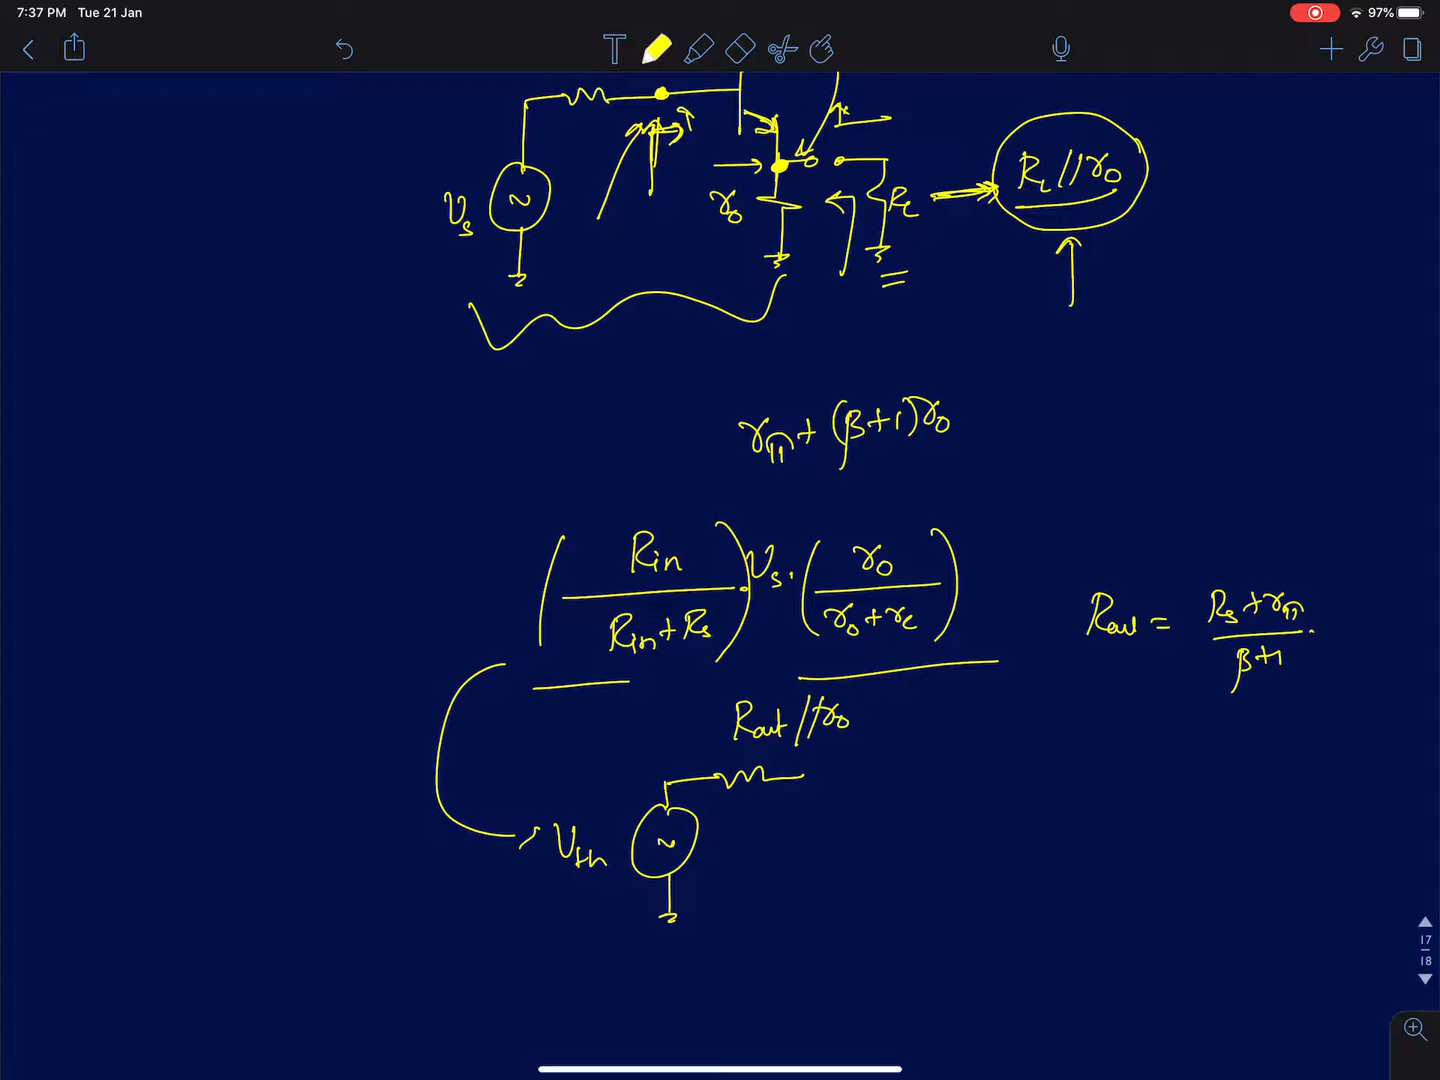 7:37 PM Tue 21 Jan
97%
T
Vs
ro
RL
RL//ro
rπ + (β+1)ro
(Rin / Rin+Rs) . Vs . (ro / ro+re)
Rout = Rs+rπ / β+1
Rout//ro
Vth
17
18